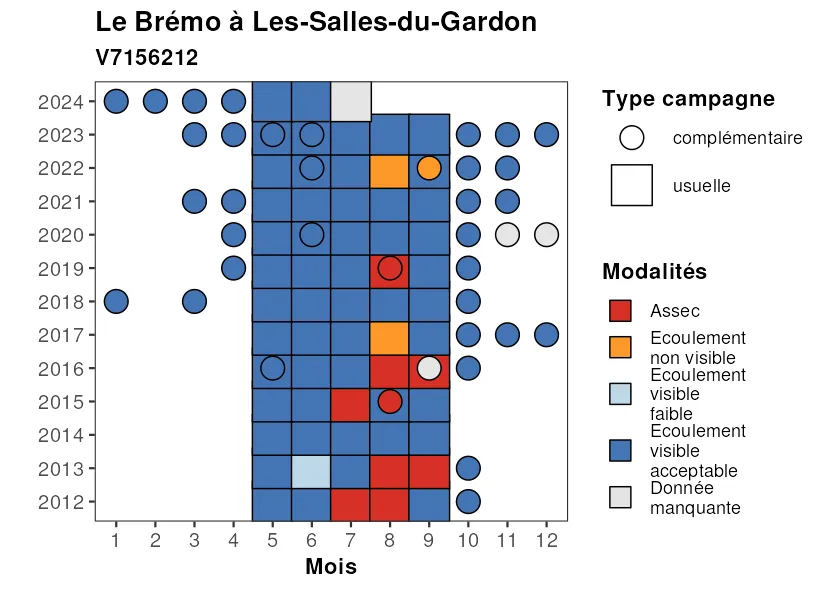 Le Brémo à Les-Salles-du-Gardon
V7156212
2024
2023
2022
2021
2020
2019
2018
2017
2016
2015
2014
2013
2012
1 2 3 4 5 6 7 8 9 10 11 12
Mois
Type campagne
complémentaire
usuelle
Modalités
Assec
Ecoulement
non visible
Ecoulement
visible
faible
Ecoulement
visible
acceptable
Donnée
manquante